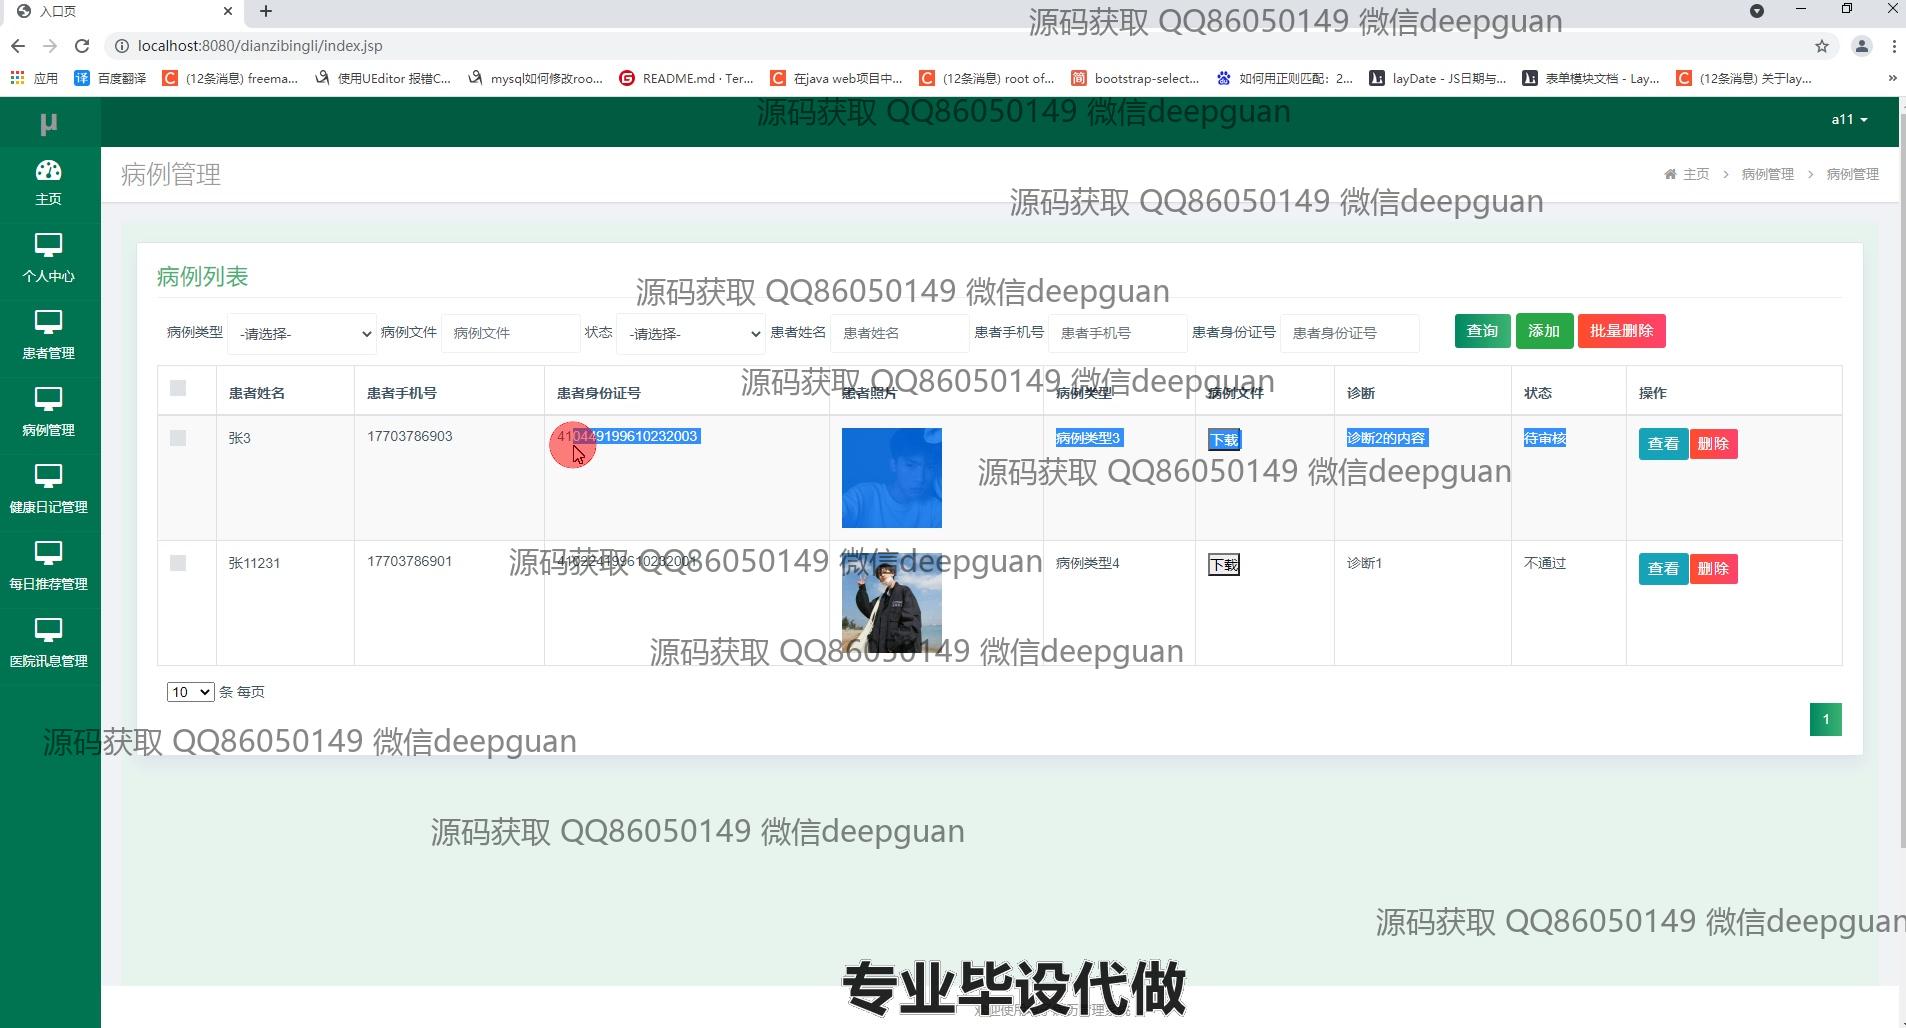 入口页
源码获取 QQ86050149 微信deepguan
localhost:8080/dianzibingli/index.jsp
应用 译 百度翻译 (12条消息) freema... 使用UEditor 报错C... mysql如何修改roo... README.md · Ter... 在java web项目中... (12条消息) root of... 简 bootstrap-select... 如何用正则匹配：2... layDate - JS日期与... 表单模块文档 - Lay... (12条消息) 关于lay... »
源码获取 QQ86050149 微信deepguan
μ
a11
主页
病例管理
主页 > 病例管理 > 病例管理
源码获取 QQ86050149 微信deepguan
个人中心
病例列表
源码获取 QQ86050149 微信deepguan
病例类型 -请选择- 病例文件 病例文件 状态 -请选择- 患者姓名 患者姓名 患者手机号 患者手机号 患者身份证号 患者身份证号 查询 添加 批量删除
患者管理
源码获取 QQ86050149 微信deepguan
患者姓名 患者手机号 患者身份证号 患者照片 病例类型 病例文件 诊断 状态 操作
病例管理
张3 17703786903 410449199610232003 病例类型3 下载 诊断2的内容 待审核 查看 删除
源码获取 QQ86050149 微信deepguan
健康日记管理
张11231 17703786901 410224199610232001 病例类型4 下载 诊断1 不通过 查看 删除
源码获取 QQ86050149 微信deepguan
每日推荐管理
源码获取 QQ86050149 微信deepguan
医院讯息管理
10 条 每页
1
源码获取 QQ86050149 微信deepguan
源码获取 QQ86050149 微信deepguan
源码获取 QQ86050149 微信deepguan
专业毕设代做